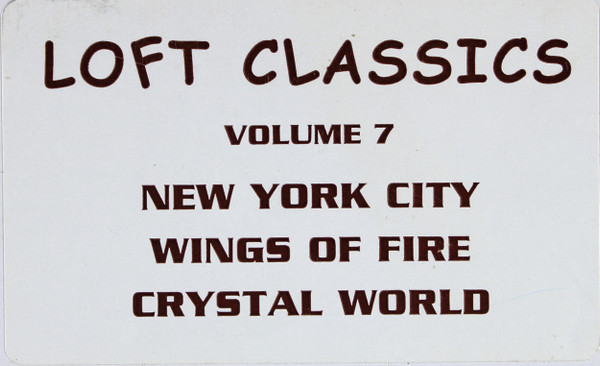 LOFT CLASSICS
VOLUME 7
NEW YORK CITY
WINGS OF FIRE
CRYSTAL WORLD